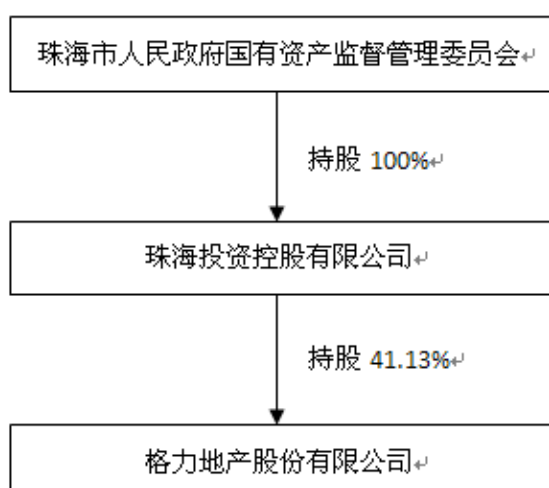 珠海市人民政府国有资产监督管理委员会
持股 100%
珠海投资控股有限公司
持股 41.13%
格力地产股份有限公司